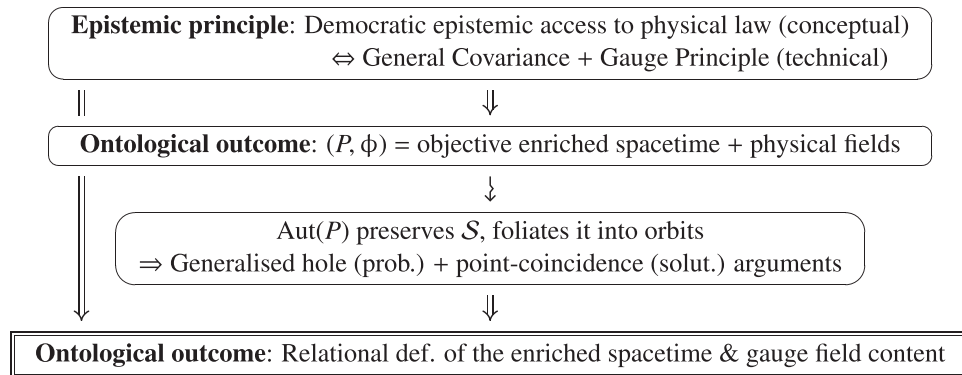 Epistemic principle: Democratic epistemic access to physical law (conceptual)
⇔ General Covariance + Gauge Principle (technical)
Ontological outcome: (P, ϕ) = objective enriched spacetime + physical fields
Aut(P) preserves 𝒮, foliates it into orbits
⇒ Generalised hole (prob.) + point-coincidence (solut.) arguments
Ontological outcome: Relational def. of the enriched spacetime & gauge field content